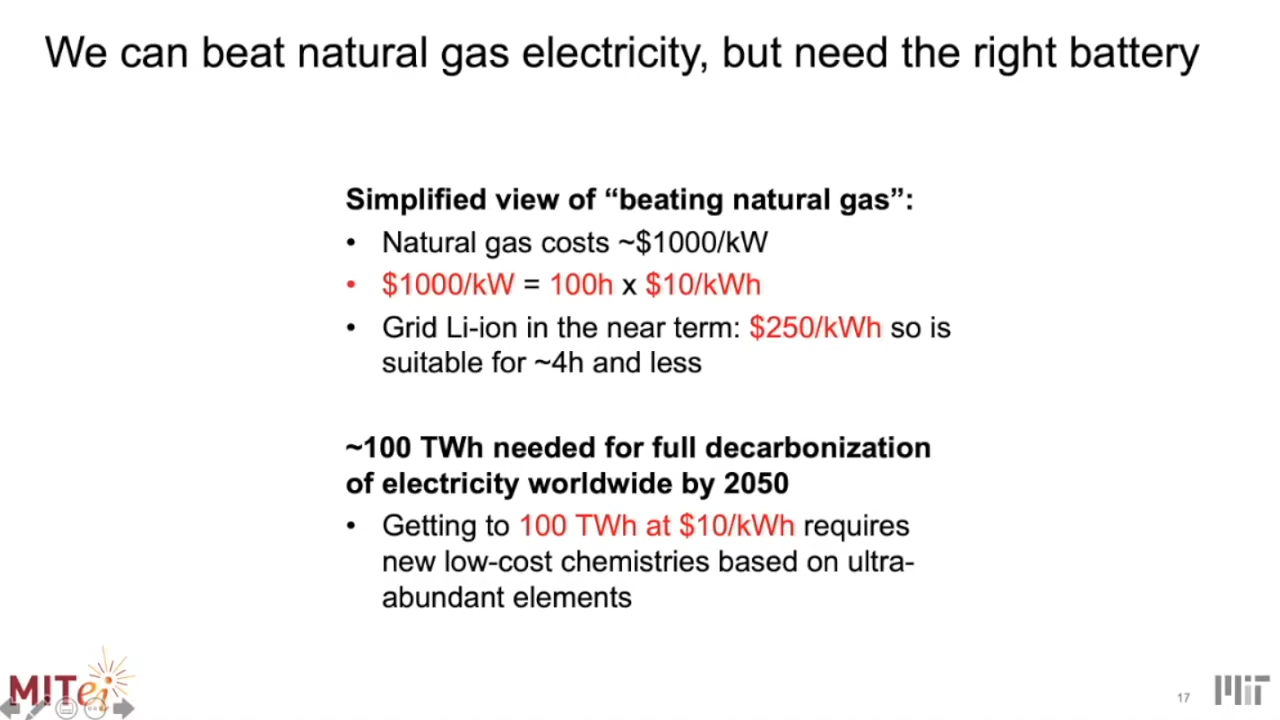 We can beat natural gas electricity, but need the right battery
Simplified view of “beating natural gas”:
• Natural gas costs ~$1000/kW
• $1000/kW = 100h x $10/kWh
• Grid Li-ion in the near term: $250/kWh so is
suitable for ~4h and less
~100 TWh needed for full decarbonization
of electricity worldwide by 2050
• Getting to 100 TWh at $10/kWh requires
new low-cost chemistries based on ultra-
abundant elements
MITei
17
MIT